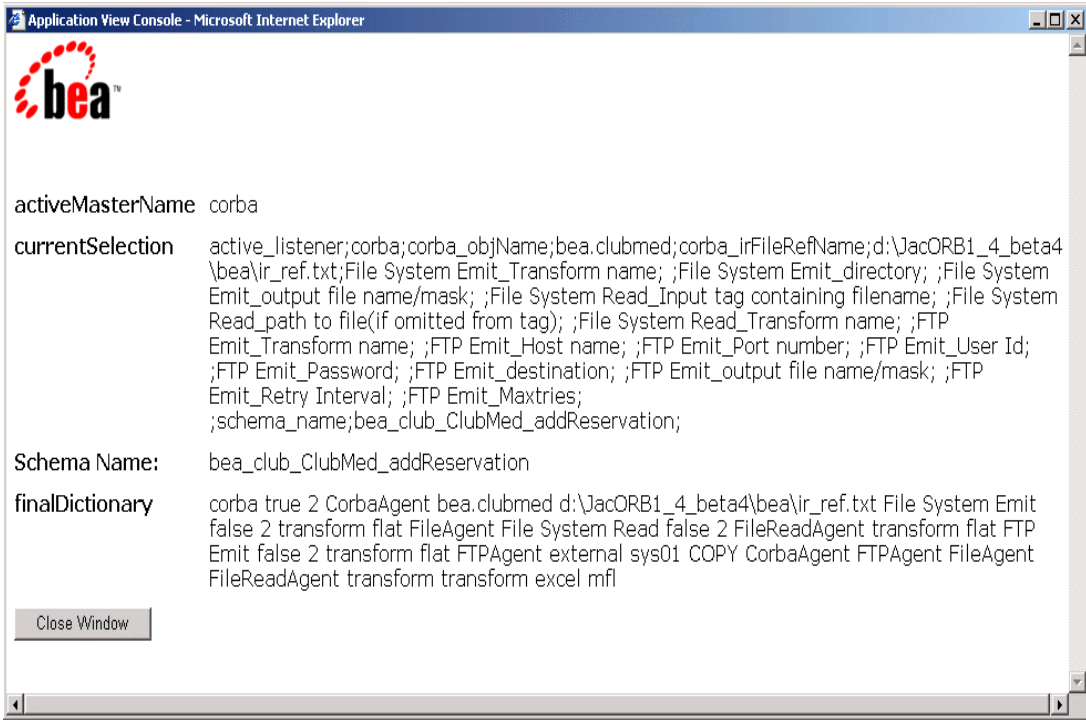 Application View Console - Microsoft Internet Explorer
bea™
activeMasterName corba
currentSelection active_listener;corba;corba_objName;bea.clubmed;corba_irFileRefName;d:\JacORB1_4_beta4
\bea\ir_ref.txt;File System Emit_Transform name; ;File System Emit_directory; ;File System
Emit_output file name/mask; ;File System Read_Input tag containing filename; ;File System
Read_path to file(if omitted from tag); ;File System Read_Transform name; ;FTP
Emit_Transform name; ;FTP Emit_Host name; ;FTP Emit_Port number; ;FTP Emit_User Id;
;FTP Emit_Password; ;FTP Emit_destination; ;FTP Emit_output file name/mask; ;FTP
Emit_Retry Interval; ;FTP Emit_Maxtries;
;schema_name;bea_club_ClubMed_addReservation;
Schema Name: bea_club_ClubMed_addReservation
finalDictionary corba true 2 CorbaAgent bea.clubmed d:\JacORB1_4_beta4\bea\ir_ref.txt File System Emit
false 2 transform flat FileAgent File System Read false 2 FileReadAgent transform flat FTP
Emit false 2 transform flat FTPAgent external sys01 COPY CorbaAgent FTPAgent FileAgent
FileReadAgent transform transform excel mfl
Close Window